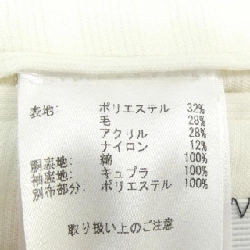 表地: ポリエステル 32%
毛 28%
アクリル 28%
ナイロン 12%
胴裏地: 綿 100%
袖裏地: キュプラ 100%
別布部分: ポリエステル 100%
取り扱い上のご注意